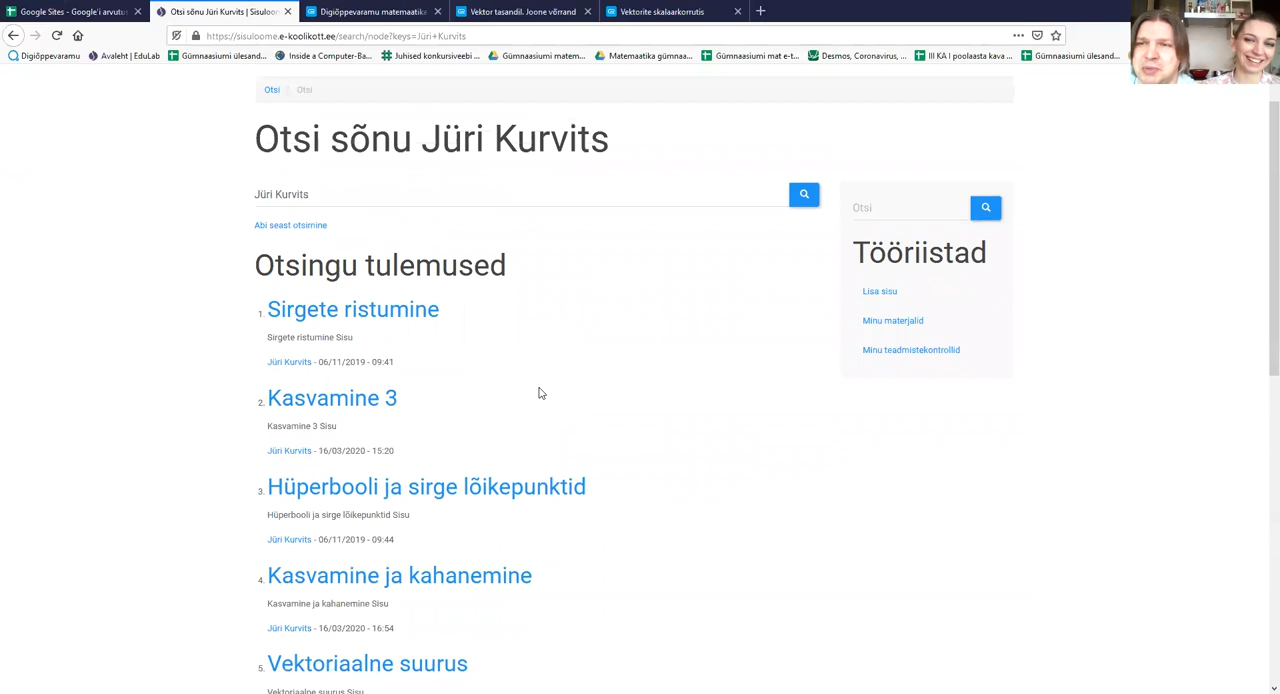 Google Sites - Google'i arvutus
Otsi sõnu Jüri Kurvits | Sisuloom
Digiõppevaramu matemaatika
Vektor tasandil. Joone võrrand
Vektorite skalaarkorrutis
https://sisuloome.e-koolikott.ee/search/node?keys=Jüri+Kurvits
Digiõppevaramu
Avaleht | EduLab
Gümnaasiumi ülesand...
Inside a Computer-Ba...
Juhised konkursiveebi ...
Gümnaasiumi matem...
Matemaatika gümnaa...
Gümnaasiumi mat e-t...
Desmos, Coronavirus, ...
III KA I poolaasta kava ...
Gümnaasiumi ülesand...
Otsi Otsi
Otsi sõnu Jüri Kurvits
Jüri Kurvits
Abi seast otsimine
Otsingu tulemused
1. Sirgete ristumine
Sirgete ristumine Sisu
Jüri Kurvits - 06/11/2019 - 09:41
2. Kasvamine 3
Kasvamine 3 Sisu
Jüri Kurvits - 16/03/2020 - 15:20
3. Hüperbooli ja sirge lõikepunktid
Hüperbooli ja sirge lõikepunktid Sisu
Jüri Kurvits - 06/11/2019 - 09:44
4. Kasvamine ja kahanemine
Kasvamine ja kahanemine Sisu
Jüri Kurvits - 16/03/2020 - 16:54
5. Vektoriaalne suurus
Vektoriaalne suurus Sisu
Otsi
Tööriistad
Lisa sisu
Minu materjalid
Minu teadmistekontrollid